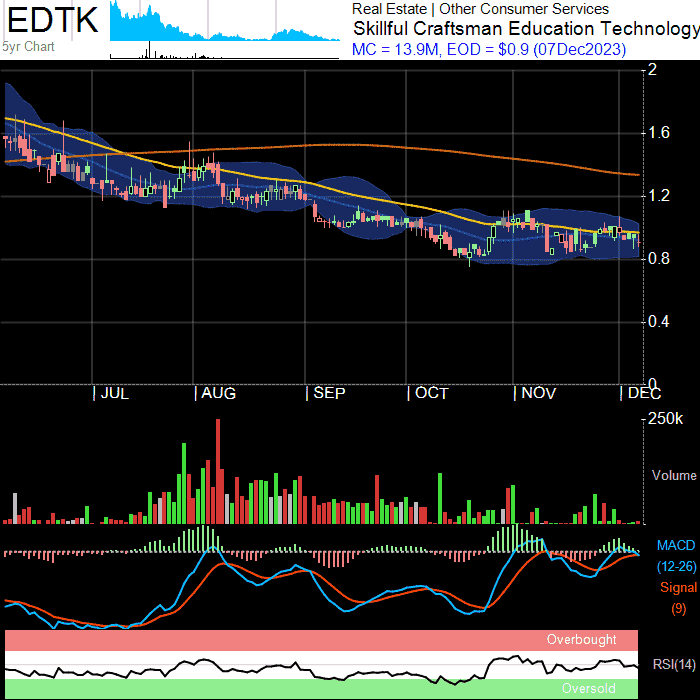 EDTK
5yr Chart
Real Estate | Other Consumer Services
Skillful Craftsman Education Technology
MC = 13.9M, EOD = $0.9 (07Dec2023)
2
1.6
1.2
0.8
0.4
0
JUL
AUG
SEP
OCT
NOV
DEC
250k
Volume
MACD
(12-26)
Signal
(9)
Overbought
RSI(14)
Oversold